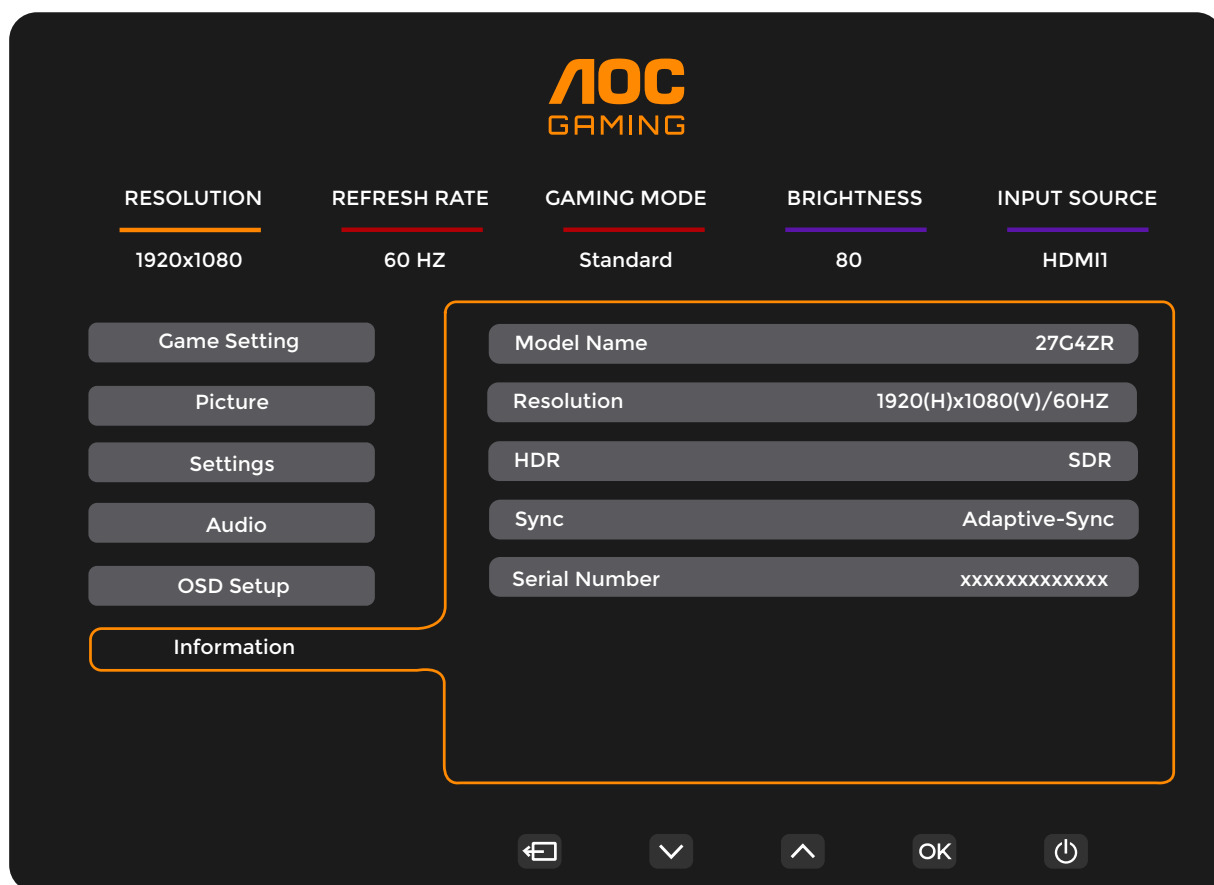 AOC
GAMING
RESOLUTION REFRESH RATE GAMING MODE BRIGHTNESS INPUT SOURCE
1920x1080 60 HZ Standard 80 HDMI1
Game Setting
Picture
Settings
Audio
OSD Setup
Information
Model Name 27G4ZR
Resolution 1920(H)x1080(V)/60HZ
HDR SDR
Sync Adaptive-Sync
Serial Number xxxxxxxxxxxxx
OK